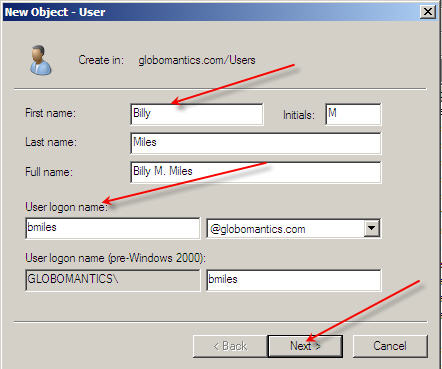 New Object - User
Create in: globomantics.com/Users
First name: Billy Initials: M
Last name: Miles
Full name: Billy M. Miles
User logon name:
bmiles @globomantics.com
User logon name (pre-Windows 2000):
GLOBOMANTICS\ bmiles
< Back Next > Cancel